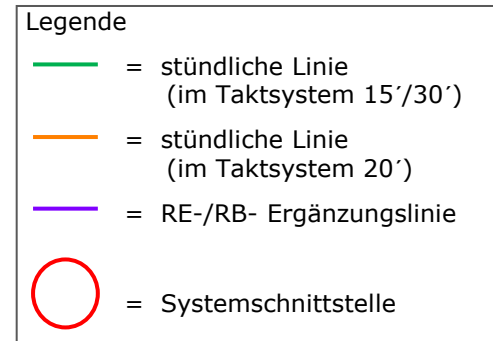 Legende
= stündliche Linie
(im Taktsystem 15´/30´)
= stündliche Linie
(im Taktsystem 20´)
= RE-/RB- Ergänzungslinie
= Systemschnittstelle